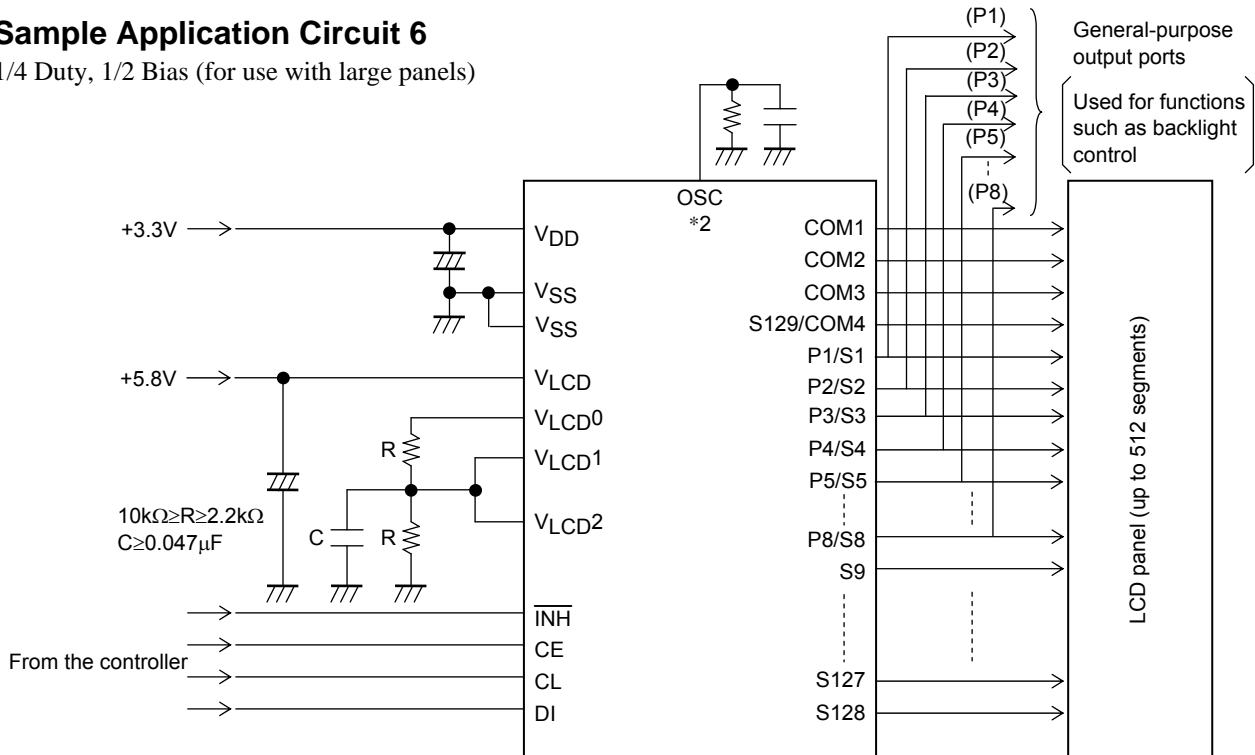 Sample Application Circuit 6
1/4 Duty, 1/2 Bias (for use with large panels)
(P1)
(P2)
(P3)
(P4)
(P5)
(P8)
General-purpose
output ports
Used for functions
such as backlight
control
OSC
*2
+3.3V
VDD
VSS
VSS
+5.8V
VLCD
VLCD0
VLCD1
VLCD2
R
C
R
10kΩ≥R≥2.2kΩ
C≥0.047μF
From the controller
INH
CE
CL
DI
COM1
COM2
COM3
S129/COM4
P1/S1
P2/S2
P3/S3
P4/S4
P5/S5
P8/S8
S9
S127
S128
LCD panel (up to 512 segments)